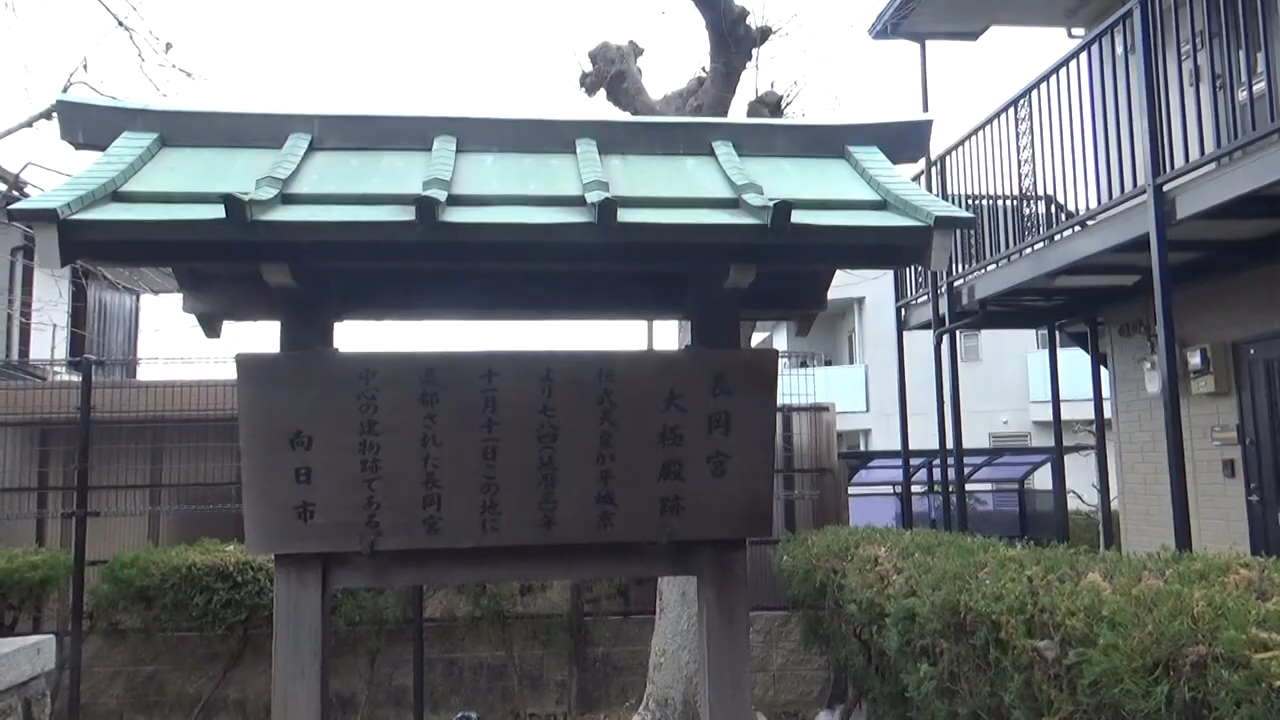 長岡宮
大極殿跡
桓武天皇が平城京
より七八四(延暦三)年
十一月十一日この地に
遷都された長岡宮
中心の建物跡である。
向日市